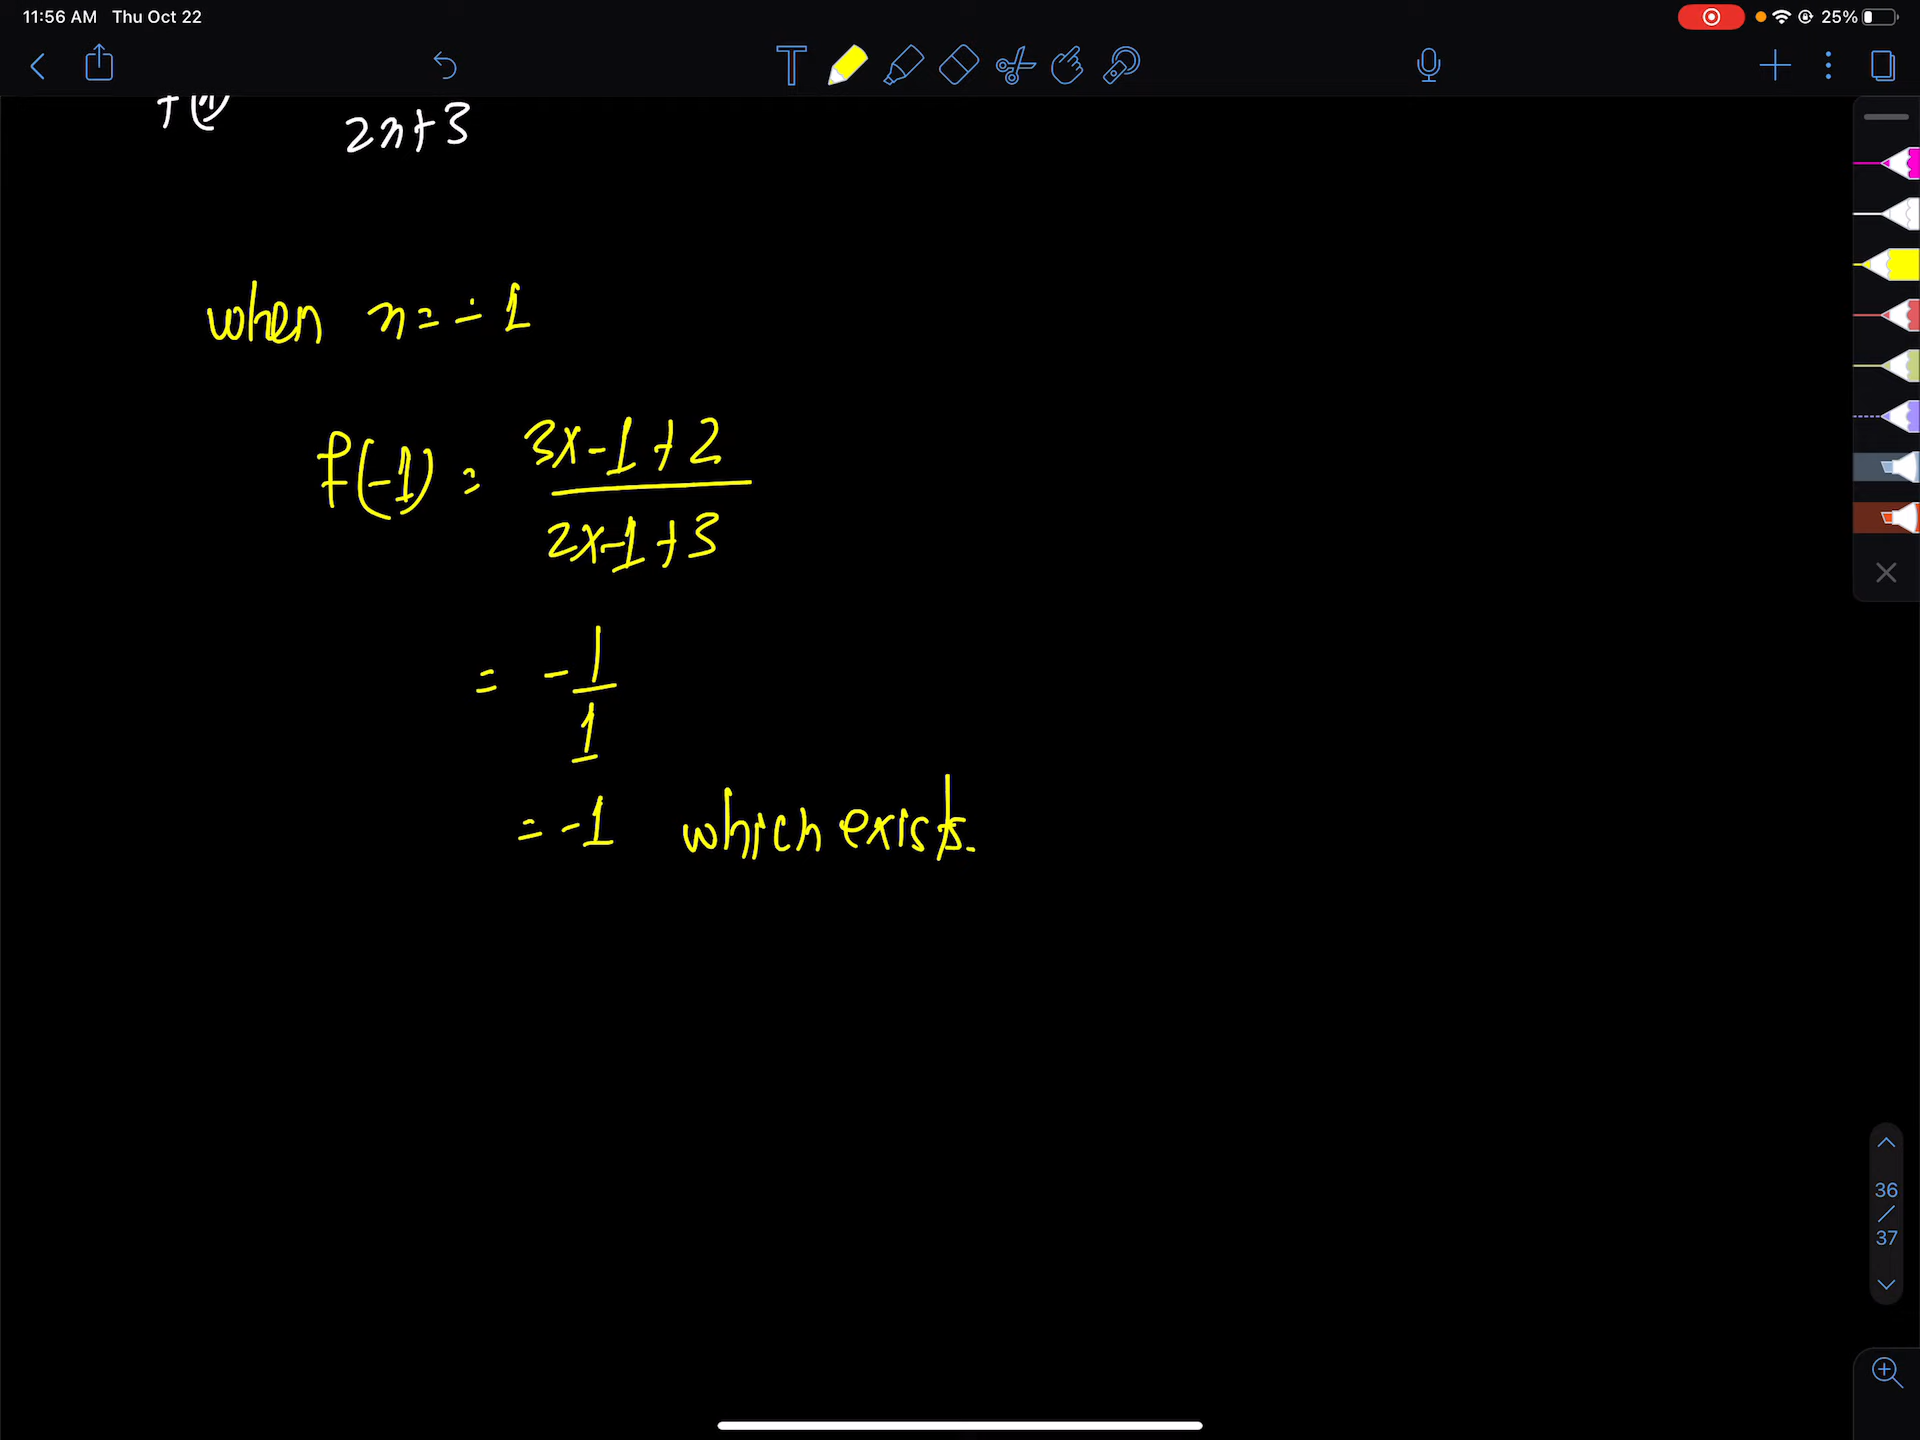 11:56 AM Thu Oct 22 25%
f(x)
2x+3
when x = -1
f(-1) = 3x-1+2
2x-1+3
= -1
1
= -1 which exists.
36
/
37